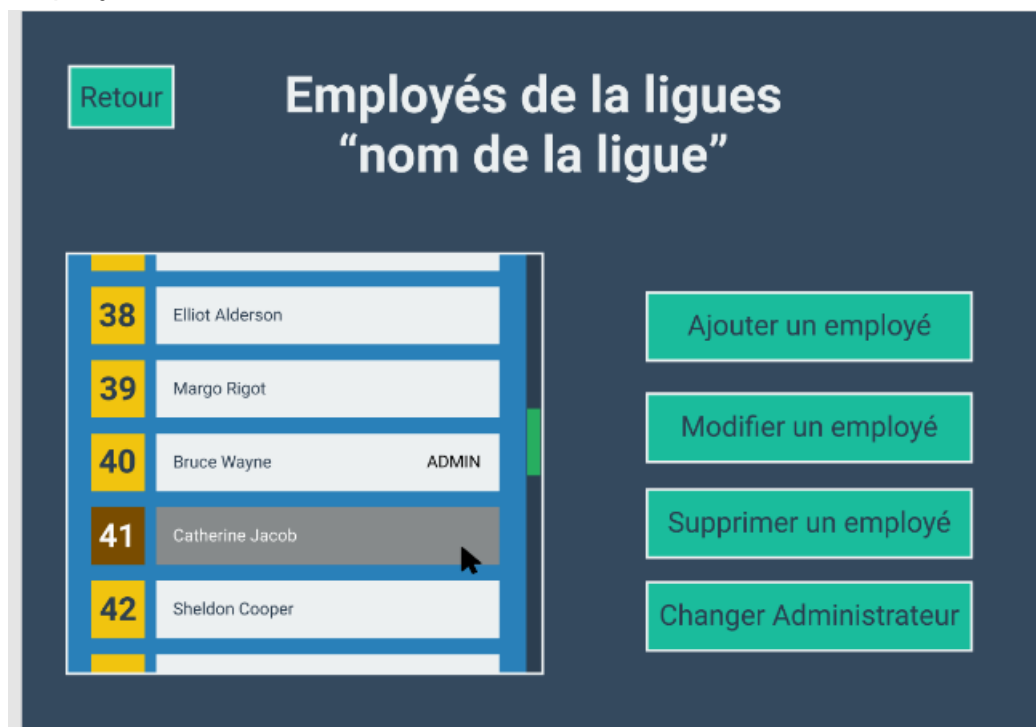 Retour
Employés de la ligues
“nom de la ligue”
38
Elliot Alderson
39
Margo Rigot
40
Bruce Wayne
ADMIN
41
Catherine Jacob
42
Sheldon Cooper
Ajouter un employé
Modifier un employé
Supprimer un employé
Changer Administrateur